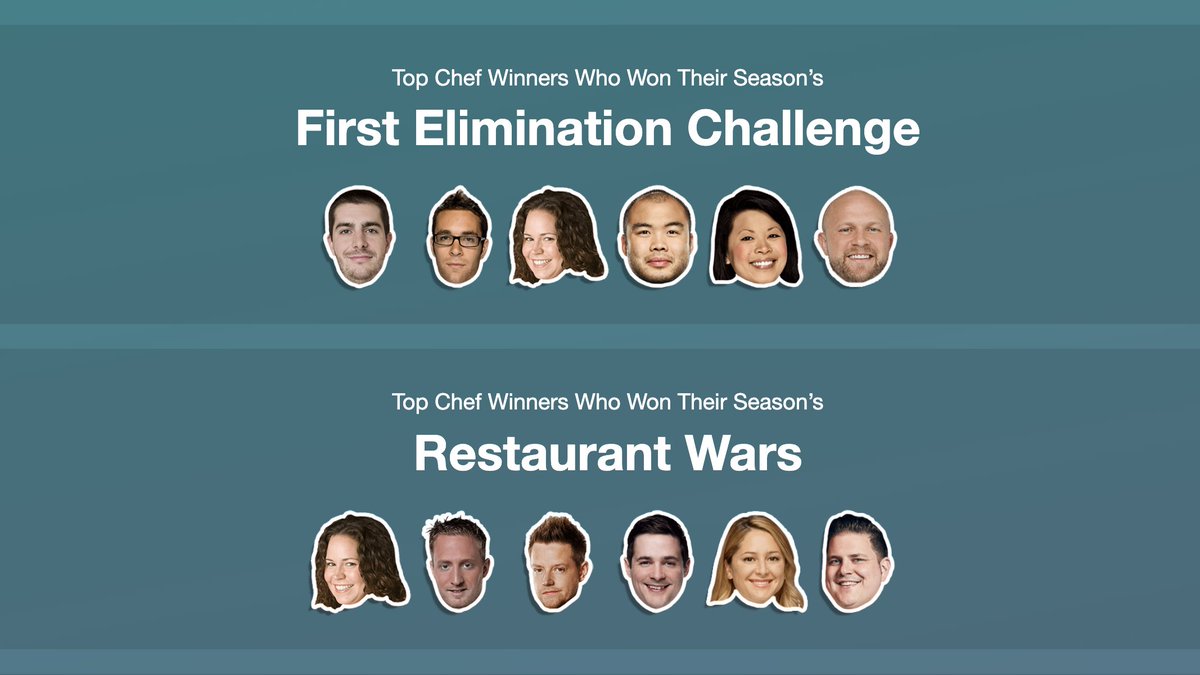 Top Chef Winners Who Won Their Season’s
First Elimination Challenge
Top Chef Winners Who Won Their Season’s
Restaurant Wars